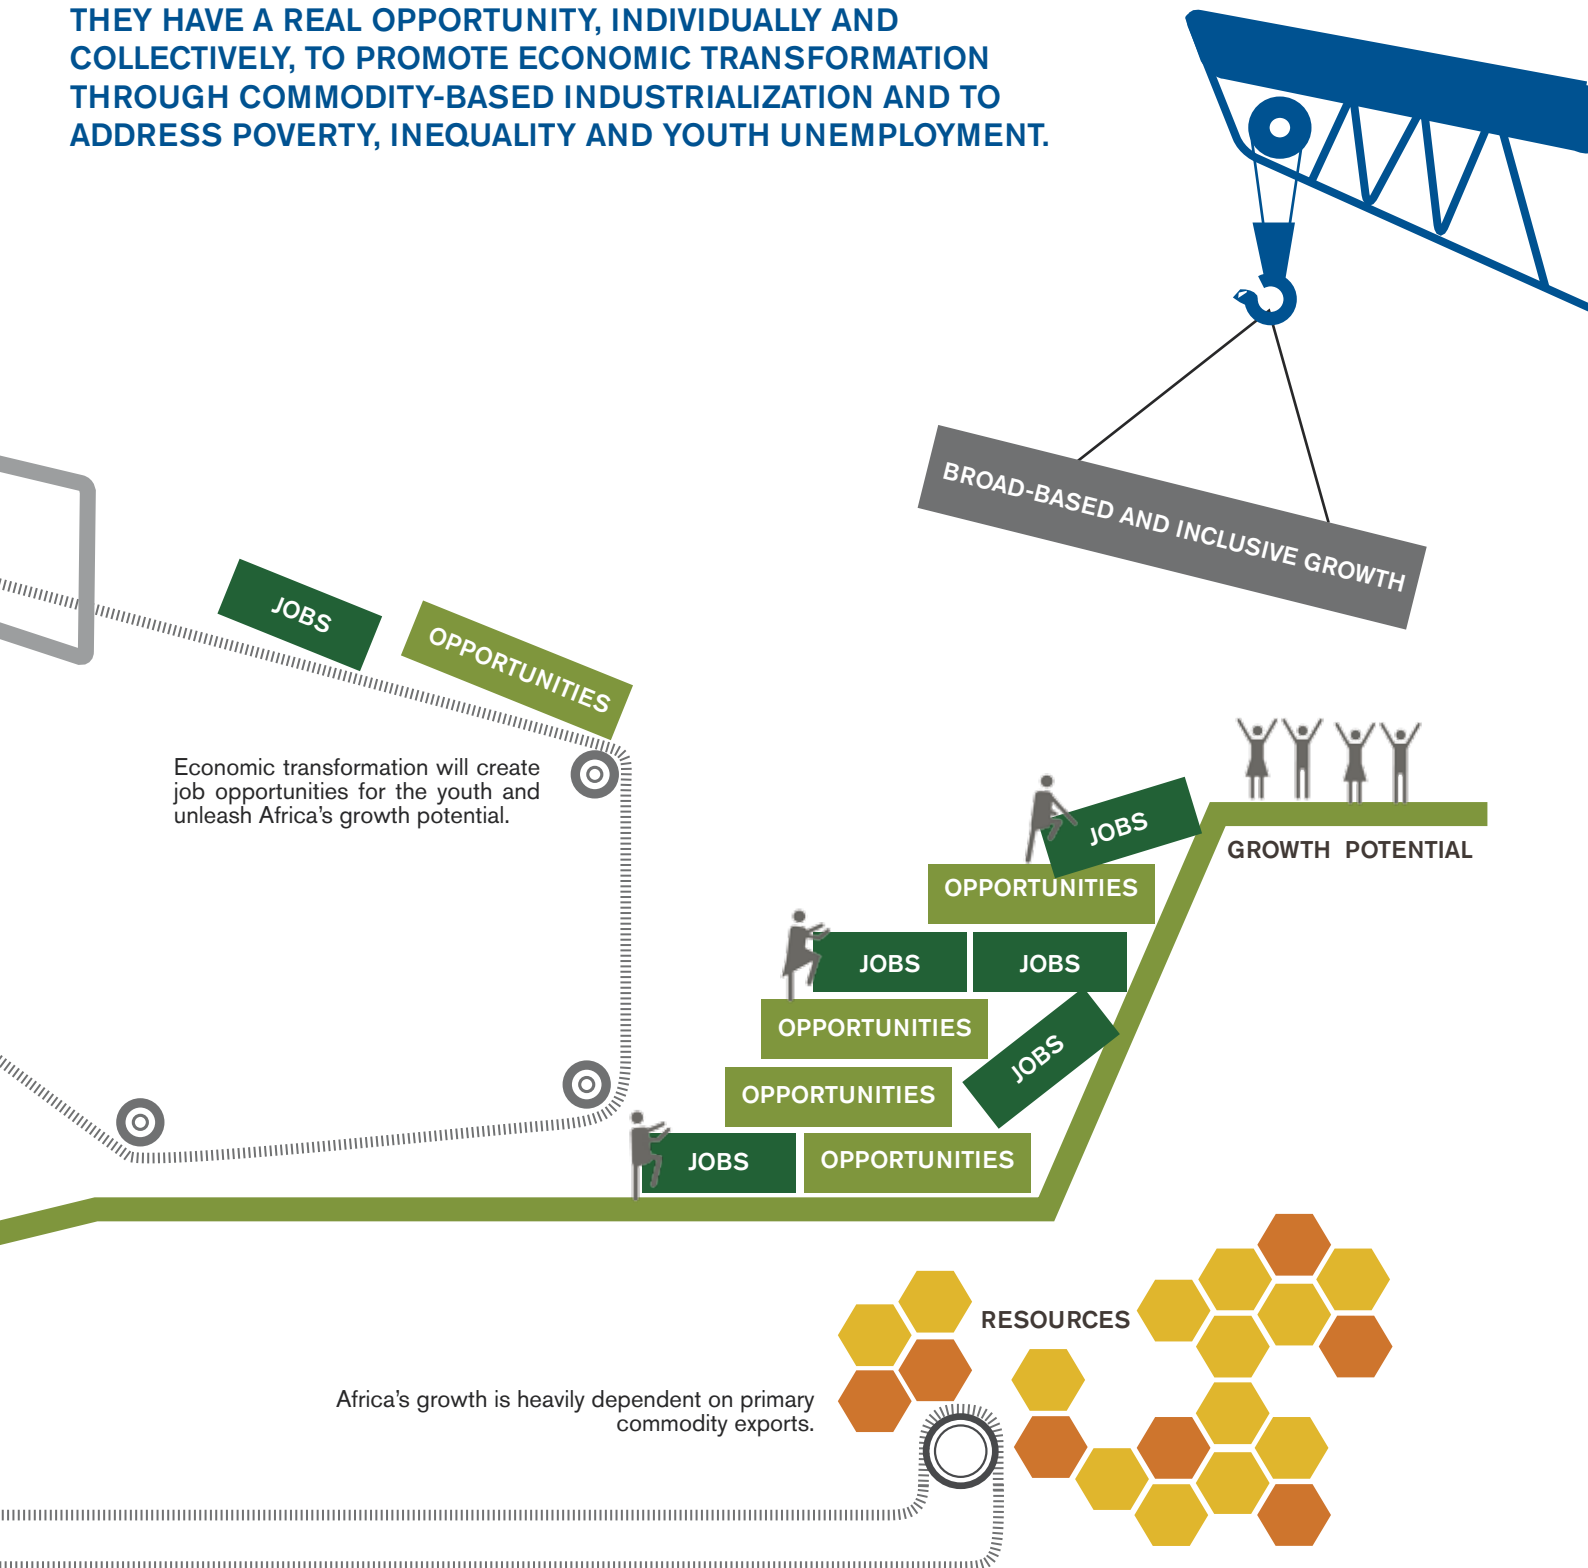 THEY HAVE A REAL OPPORTUNITY, INDIVIDUALLY AND
COLLECTIVELY, TO PROMOTE ECONOMIC TRANSFORMATION
THROUGH COMMODITY-BASED INDUSTRIALIZATION AND TO
ADDRESS POVERTY, INEQUALITY AND YOUTH UNEMPLOYMENT.
BROAD-BASED AND INCLUSIVE GROWTH
JOBS
OPPORTUNITIES
Economic transformation will create
job opportunities for the youth and
unleash Africa's growth potential.
JOBS
GROWTH POTENTIAL
OPPORTUNITIES
JOBS
JOBS
OPPORTUNITIES
JOBS
OPPORTUNITIES
JOBS
OPPORTUNITIES
RESOURCES
Africa's growth is heavily dependent on primary
commodity exports.